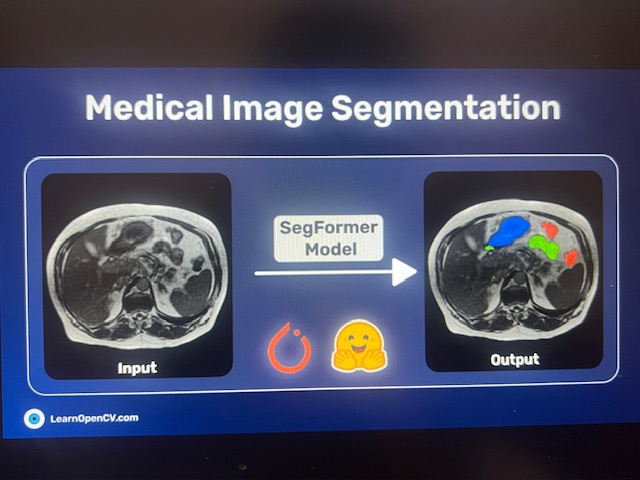 Medical Image Segmentation
SegFormer
Model
Input
Output
LearnOpenCV.com